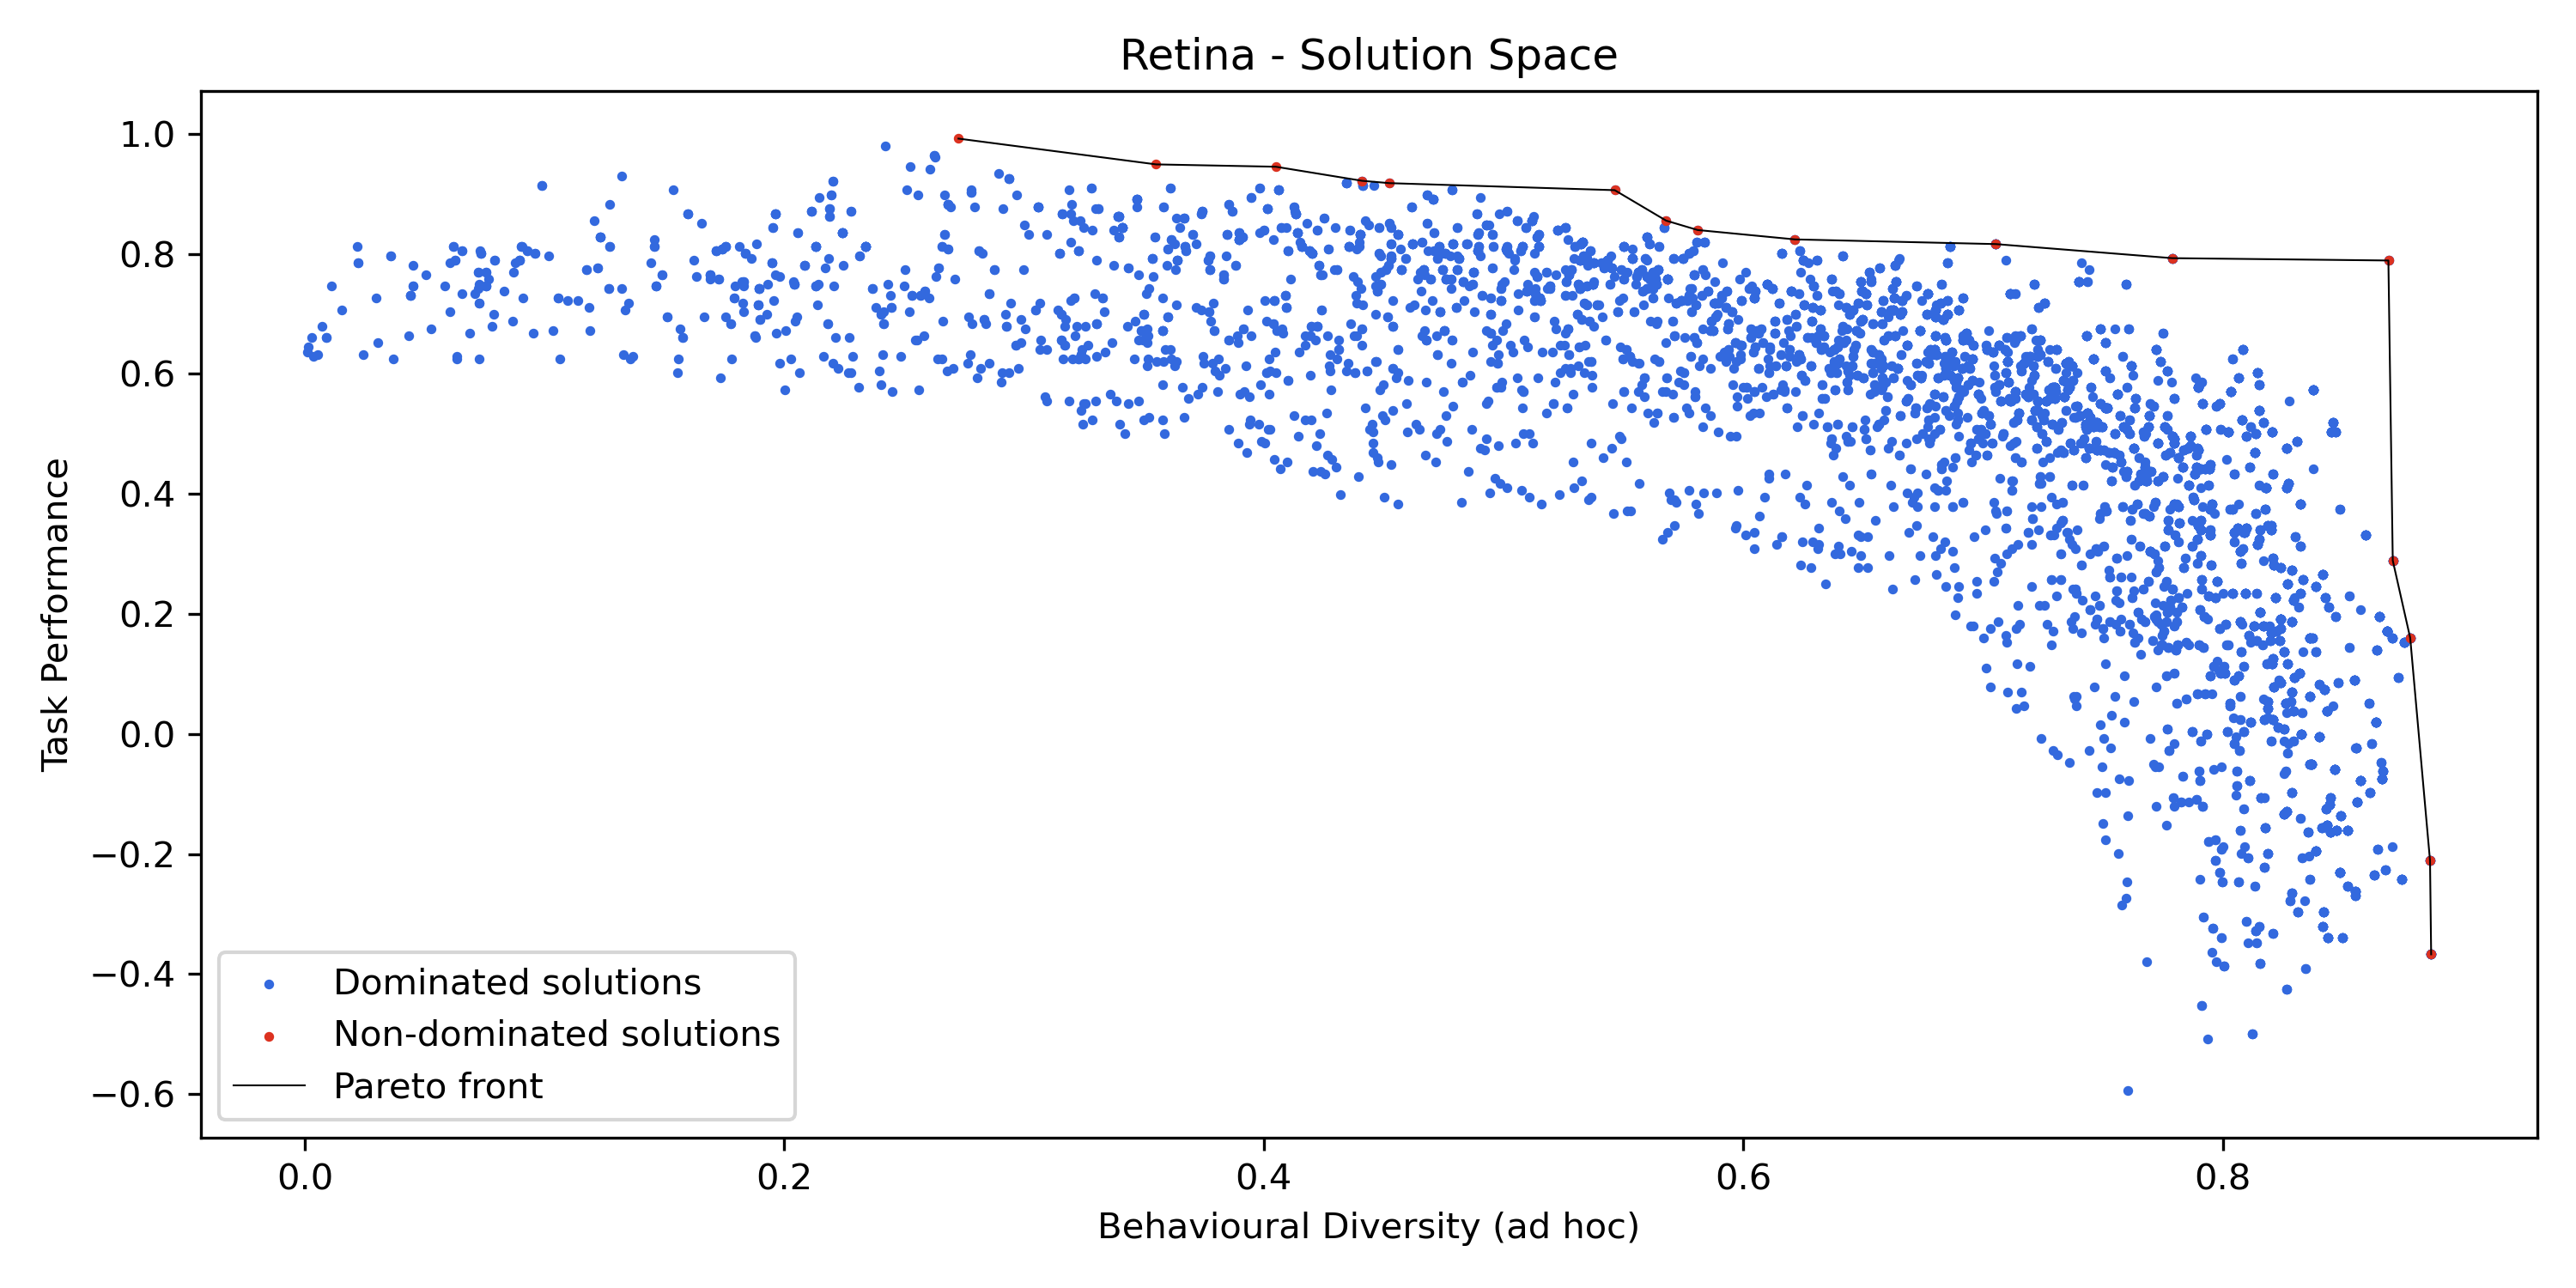 Retina - Solution Space
Task Performance
1.0
0.8
0.6
0.4
0.2
0.0
−0.2
−0.4
−0.6
Dominated solutions
Non-dominated solutions
Pareto front
0.0 0.2 0.4 0.6 0.8
Behavioural Diversity (ad hoc)